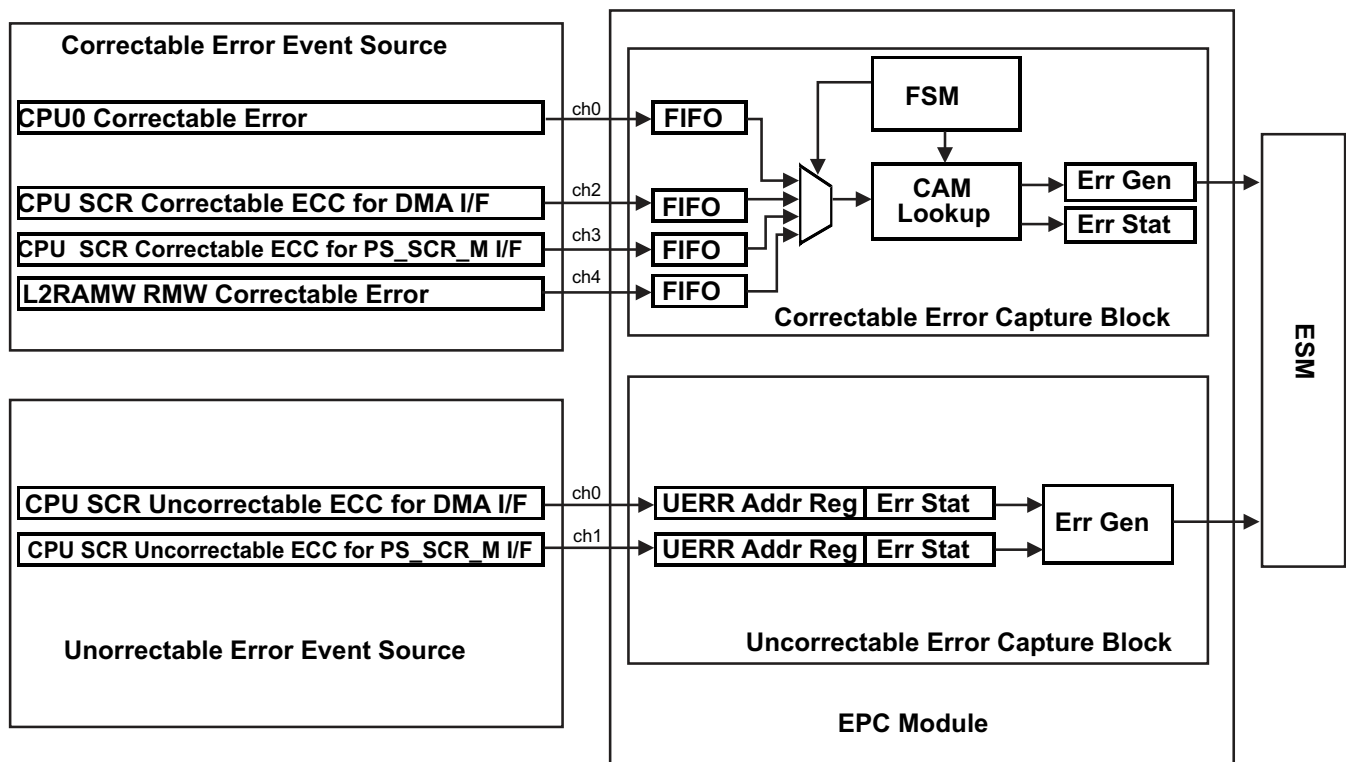 Correctable Error Event Source
CPU0 Correctable Error
CPU SCR Correctable ECC for DMA I/F
CPU SCR Correctable ECC for PS_SCR_M I/F
L2RAMW RMW Correctable Error
ch0
ch2
ch3
ch4
FIFO
FIFO
FIFO
FIFO
FSM
CAM
Lookup
Err Gen
Err Stat
Correctable Error Capture Block
CPU SCR Uncorrectable ECC for DMA I/F
CPU SCR Uncorrectable ECC for PS_SCR_M I/F
Unorrectable Error Event Source
ch0
ch1
UERR Addr Reg
Err Stat
UERR Addr Reg
Err Stat
Err Gen
Uncorrectable Error Capture Block
EPC Module
ESM